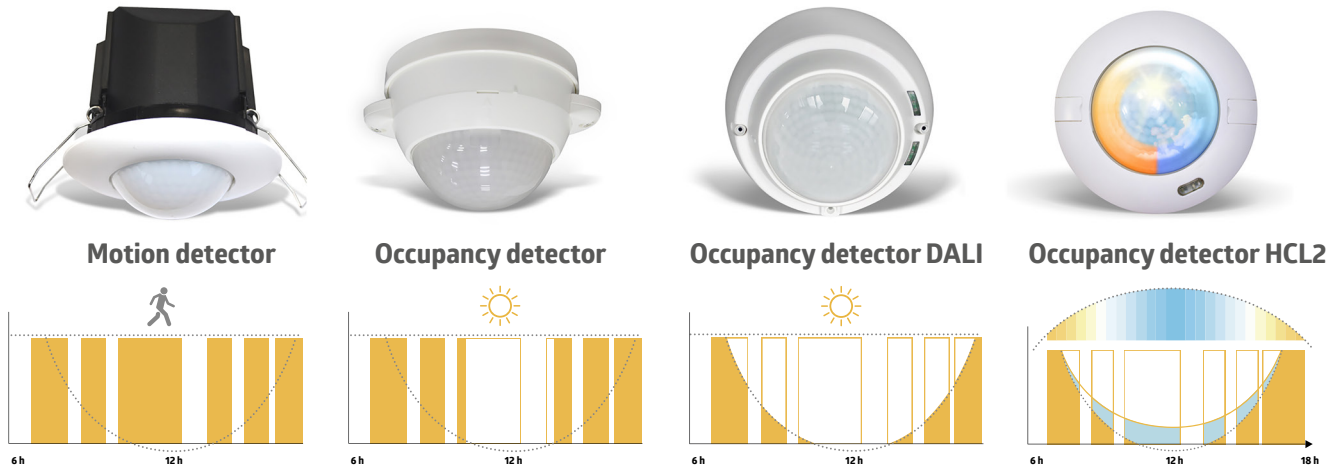 Motion detector
Occupancy detector
Occupancy detector DALI
Occupancy detector HCL2
6 h 12 h
6 h 12 h
6 h 12 h
6 h 12 h 18 h